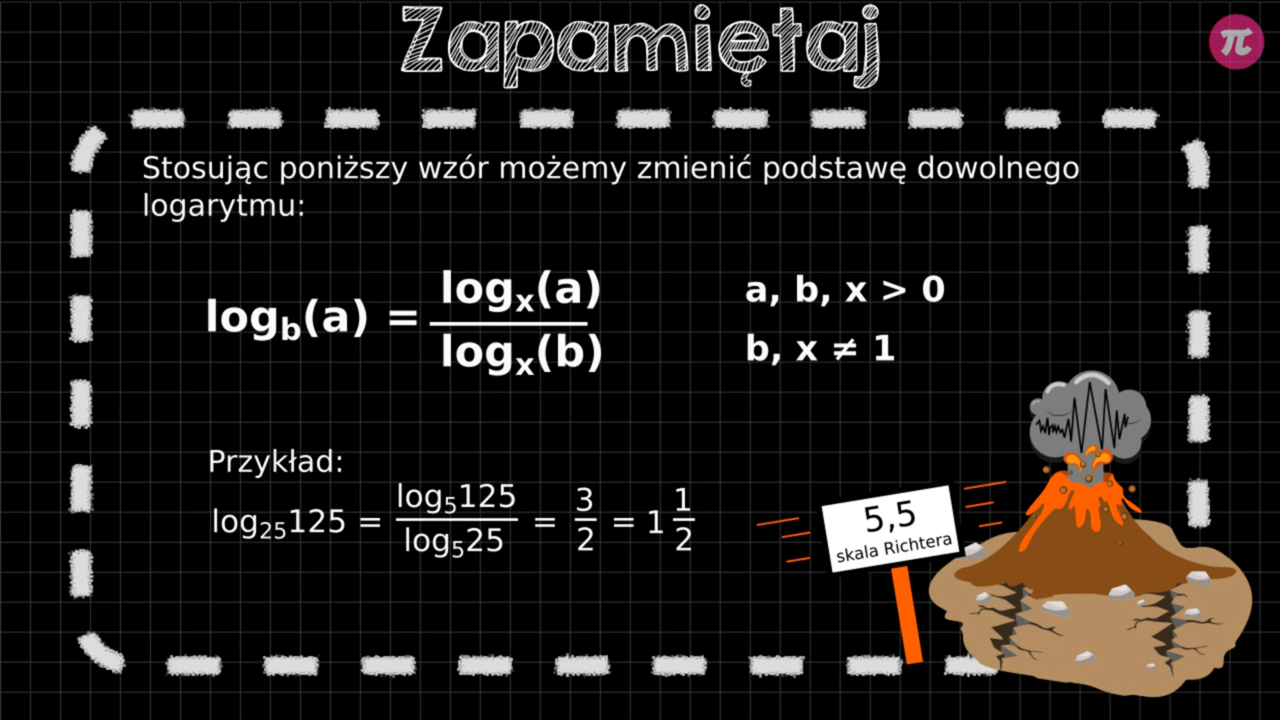 Zapamiętaj
π
Stosując poniższy wzór możemy zmienić podstawę dowolnego
logarytmu:
log_b(a) = log_x(a) / log_x(b)
a, b, x > 0
b, x ≠ 1
Przykład:
log₂₅125 = log₅125 / log₅25 = 3/2 = 1 1/2
5,5
skala Richtera